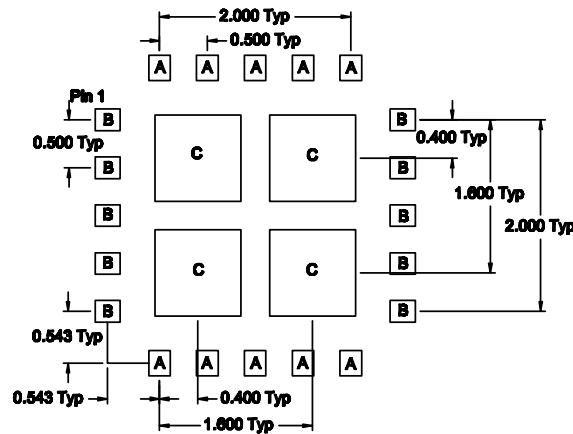 2.000 Typ
0.500 Typ
A A A A A
Pin 1
B B
0.500 Typ
0.400 Typ
C C
B B
1.600 Typ
B B
2.000 Typ
C C
B B
B B
0.543 Typ
A A A A A
0.543 Typ
0.400 Typ
1.600 Typ